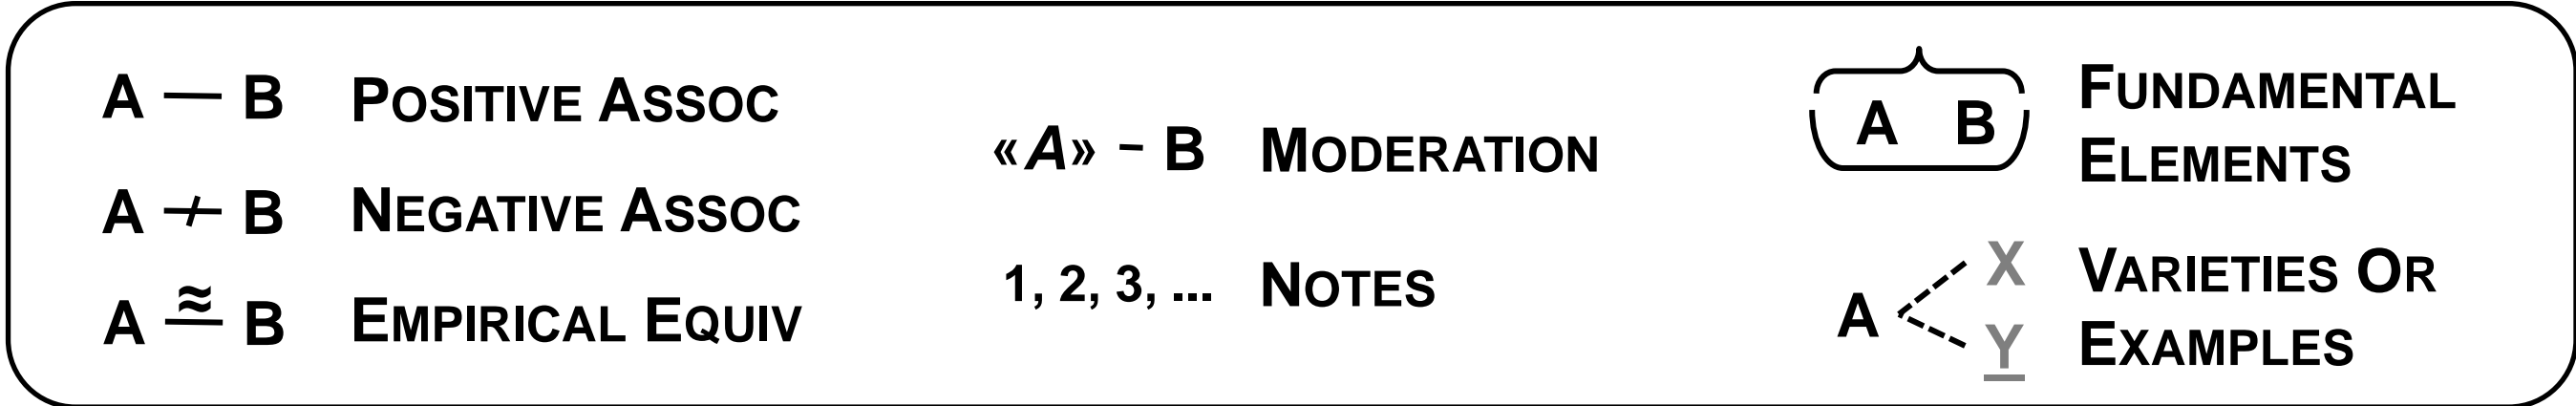 A — B POSITIVE ASSOC
A -/- B NEGATIVE ASSOC
A ≈ B EMPIRICAL EQUIV
«A» – B MODERATION
1, 2, 3, ... NOTES
A B FUNDAMENTAL
ELEMENTS
A X VARIETIES OR
Y EXAMPLES